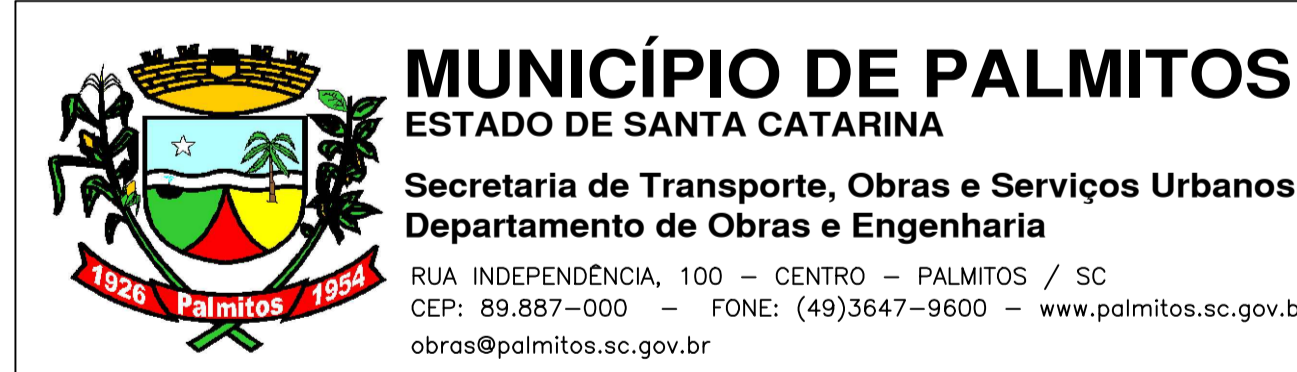 MUNICÍPIO DE PALMITOS
ESTADO DE SANTA CATARINA
Secretaria de Transporte, Obras e Serviços Urbanos
Departamento de Obras e Engenharia
RUA INDEPENDÊNCIA, 100 – CENTRO – PALMITOS / SC
CEP: 89.887–000 – FONE: (49)3647–9600 – www.palmitos.sc.gov.b
obras@palmitos.sc.gov.br
1926 Palmitos 1954